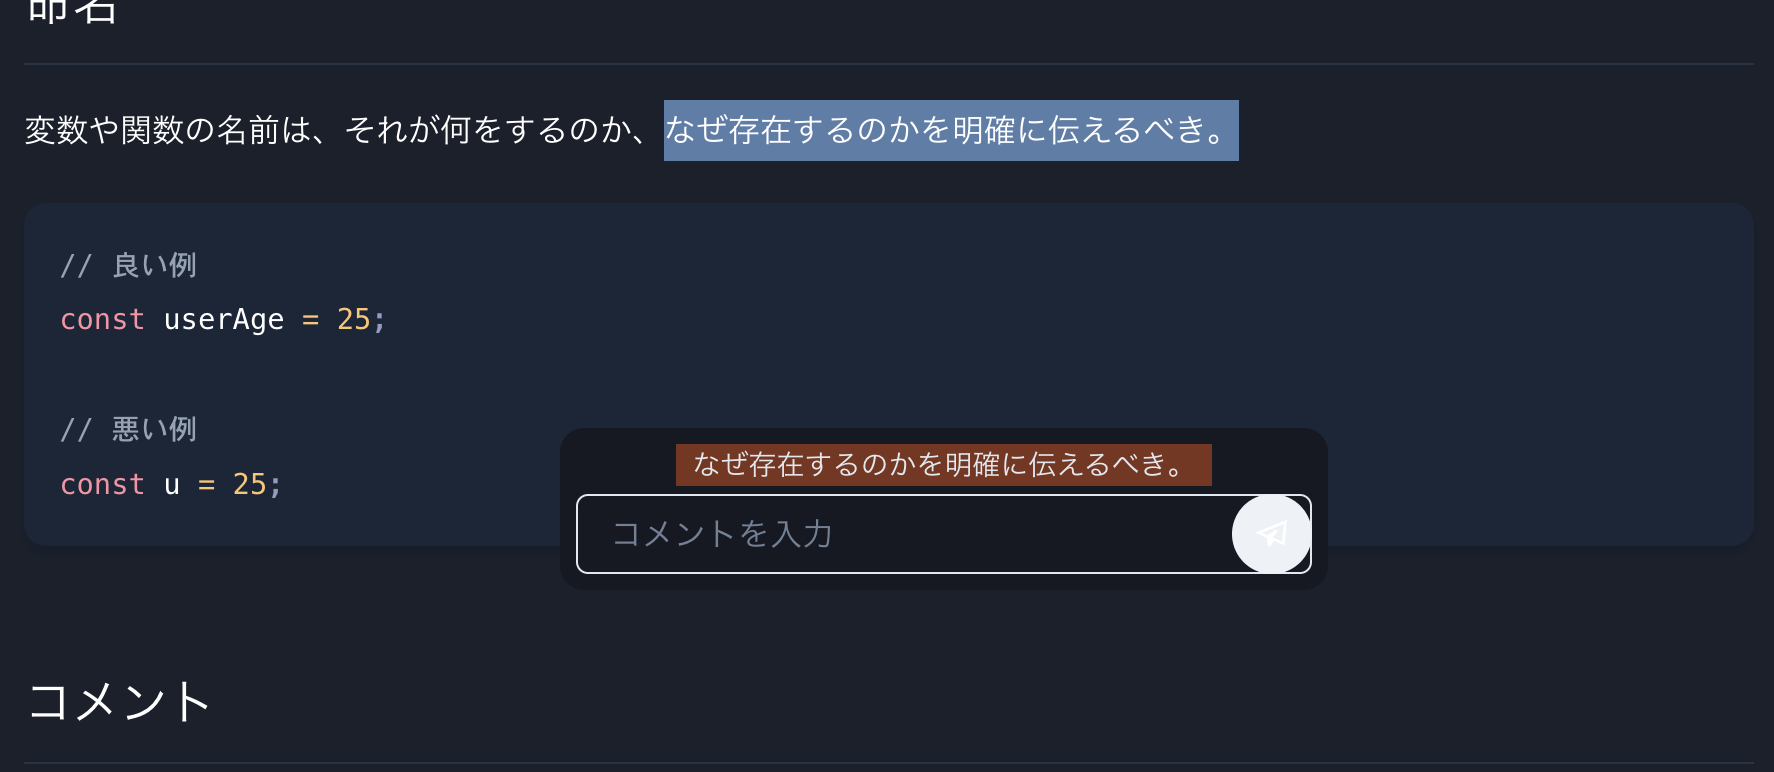 命名
変数や関数の名前は、それが何をするのか、なぜ存在するのかを明確に伝えるべき。
// 良い例
const userAge = 25;
// 悪い例
const u = 25;
なぜ存在するのかを明確に伝えるべき。
コメントを入力
コメント